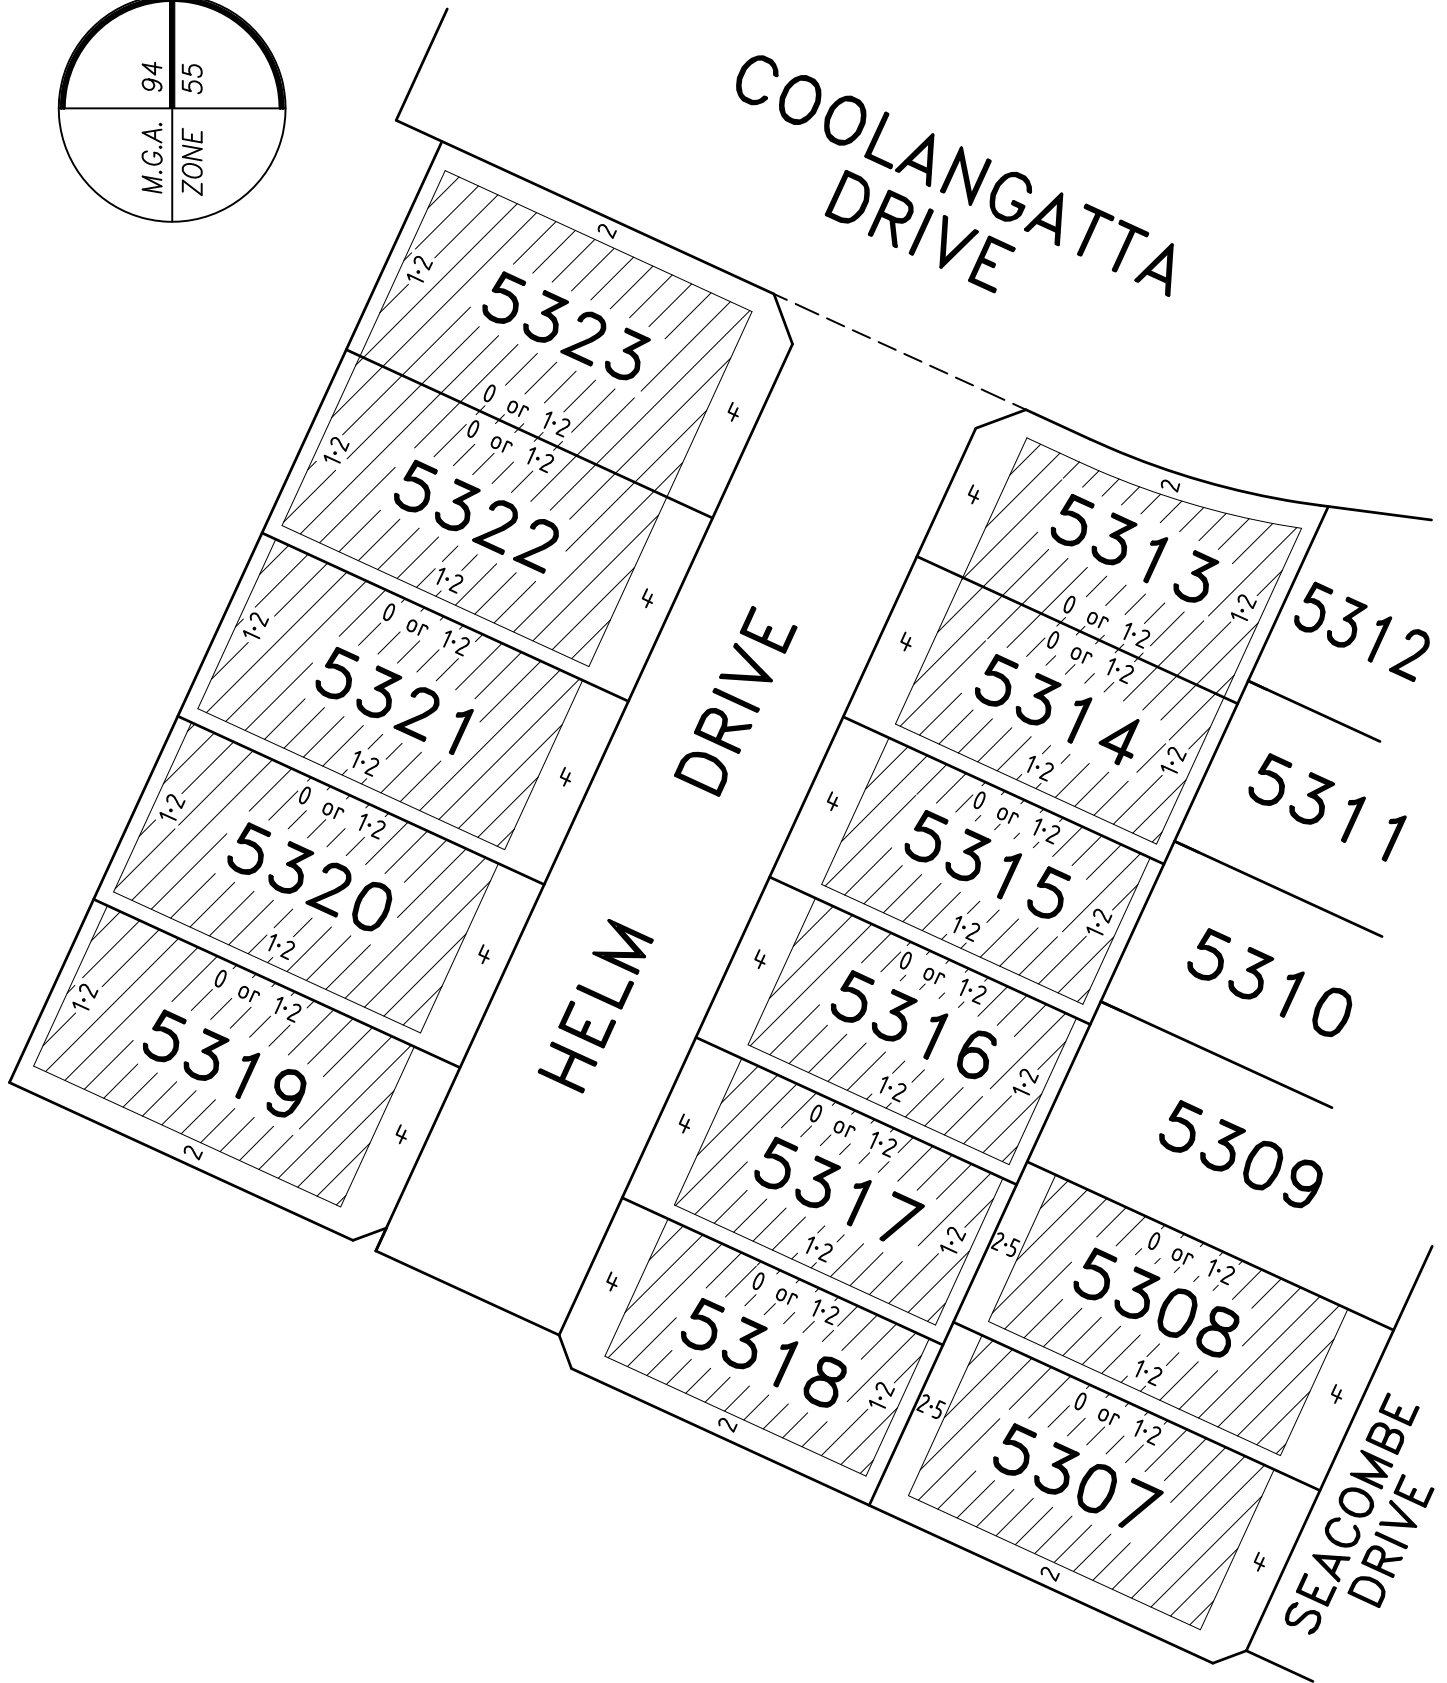 M.G.A. 94
ZONE 55
COOLANGATTA
DRIVE
2
1·2
5323
4
0 or 1·2
0 or 1·2
1·2
5322
4
1·2
0 or 1·2
1·2
5321
4
1·2
0 or 1·2
1·2
5320
4
1·2
0 or 1·2
1·2
5319
4
2
HELM DRIVE
2
4
5313
1·2
0 or 1·2
0 or 1·2
4
5314
1·2
1·2
0 or 1·2
4
5315
1·2
1·2
0 or 1·2
4
5316
1·2
1·2
0 or 1·2
4
5317
1·2
1·2
0 or 1·2
4
5318
1·2
2
5312
5311
5310
5309
0 or 1·2
2·5
5308
4
1·2
0 or 1·2
2·5
5307
4
2
SEACOMBE
DRIVE